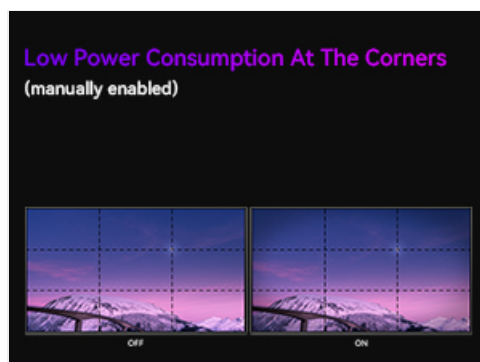 Low Power Consumption At The Corners
(manually enabled)
OFF
ON